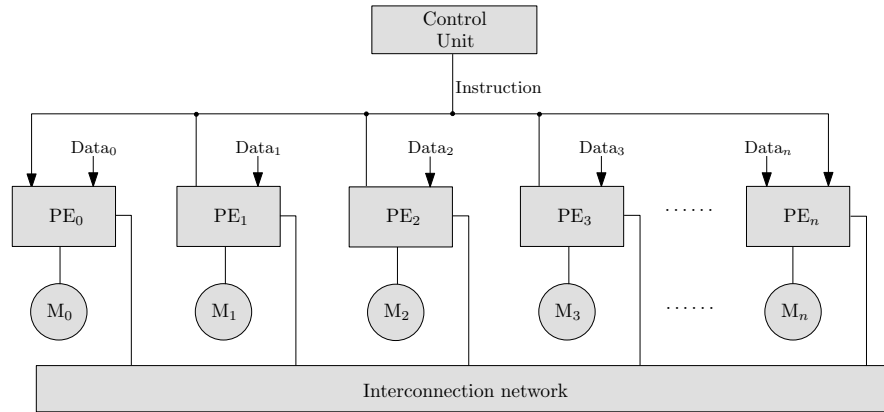 Control
Unit
Instruction
Data₀ Data₁ Data₂ Data₃ Dataₙ
PE₀ PE₁ PE₂ PE₃ ...... PEₙ
M₀ M₁ M₂ M₃ ...... Mₙ
Interconnection network